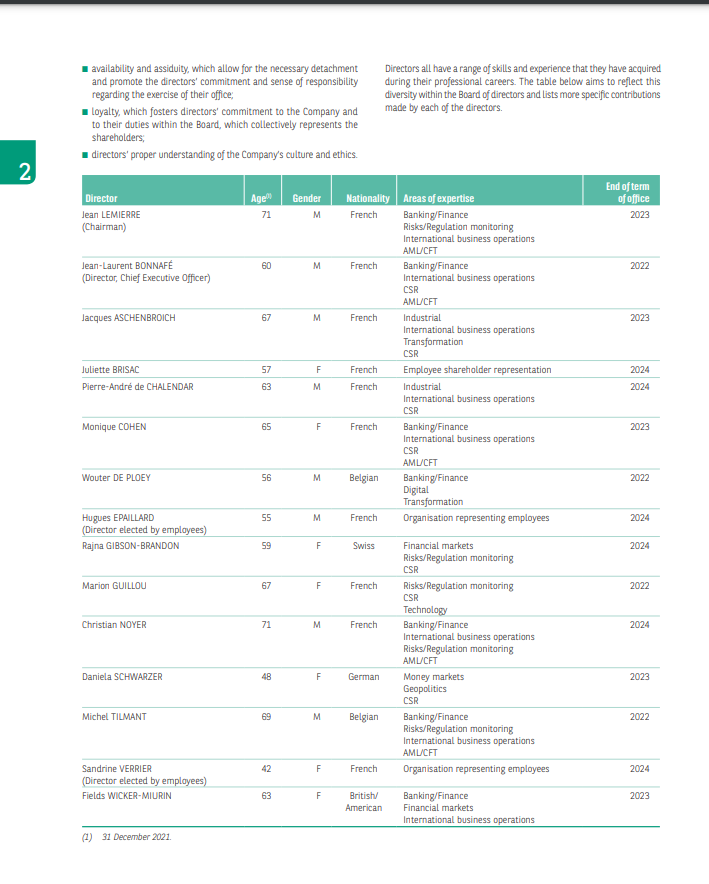 ■ availability and assiduity, which allow for the necessary detachment
and promote the directors' commitment and sense of responsibility
regarding the exercise of their office;
■ loyalty, which fosters directors' commitment to the Company and
to their duties within the Board, which collectively represents the
shareholders;
■ directors' proper understanding of the Company's culture and ethics.
Directors all have a range of skills and experience that they have acquired
during their professional careers. The table below aims to reflect this
diversity within the Board of directors and lists more specific contributions
made by each of the directors.
2
Director Age(1) Gender Nationality Areas of expertise End of term
of office
Jean LEMIERRE 71 M French Banking/Finance 2023
(Chairman) Risks/Regulation monitoring
International business operations
AML/CFT
Jean-Laurent BONNAFÉ 60 M French Banking/Finance 2022
(Director, Chief Executive Officer) International business operations
CSR
AML/CFT
Jacques ASCHENBROICH 67 M French Industrial 2023
International business operations
Transformation
CSR
Juliette BRISAC 57 F French Employee shareholder representation 2024
Pierre-André de CHALENDAR 63 M French Industrial 2024
International business operations
CSR
Monique COHEN 65 F French Banking/Finance 2023
International business operations
CSR
AML/CFT
Wouter DE PLOEY 56 M Belgian Banking/Finance 2022
Digital
Transformation
Hugues EPAILLARD 55 M French Organisation representing employees 2024
(Director elected by employees)
Rajna GIBSON-BRANDON 59 F Swiss Financial markets 2024
Risks/Regulation monitoring
CSR
Marion GUILLOU 67 F French Risks/Regulation monitoring 2022
CSR
Technology
Christian NOYER 71 M French Banking/Finance 2024
International business operations
Risks/Regulation monitoring
AML/CFT
Daniela SCHWARZER 48 F German Money markets 2023
Geopolitics
CSR
Michel TILMANT 69 M Belgian Banking/Finance 2022
Risks/Regulation monitoring
International business operations
AML/CFT
Sandrine VERRIER 42 F French Organisation representing employees 2024
(Director elected by employees)
Fields WICKER-MIURIN 63 F British/ Banking/Finance 2023
American Financial markets
International business operations
(1) 31 December 2021.